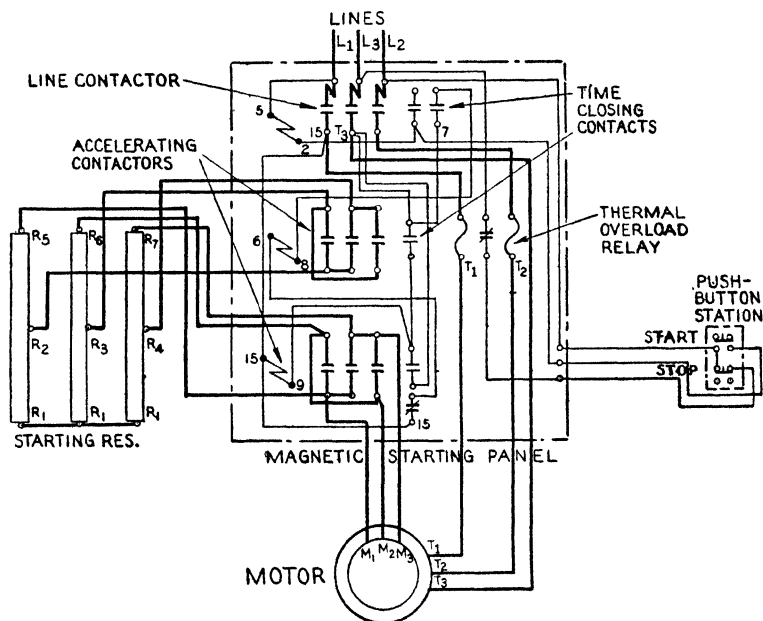 LINES
L1 L3 L2
LINE CONTACTOR
TIME
CLOSING
CONTACTS
5
2
15
T3
7
ACCELERATING
CONTACTORS
THERMAL
OVERLOAD
RELAY
R5 R6 R7
6
8
T1
T2
PUSH-
BUTTON
STATION
START
STOP
R2 R3 R4
15
9
15
R1 R1 R1
STARTING RES.
MAGNETIC STARTING PANEL
M1 M2 M3
T1
T2
T3
MOTOR